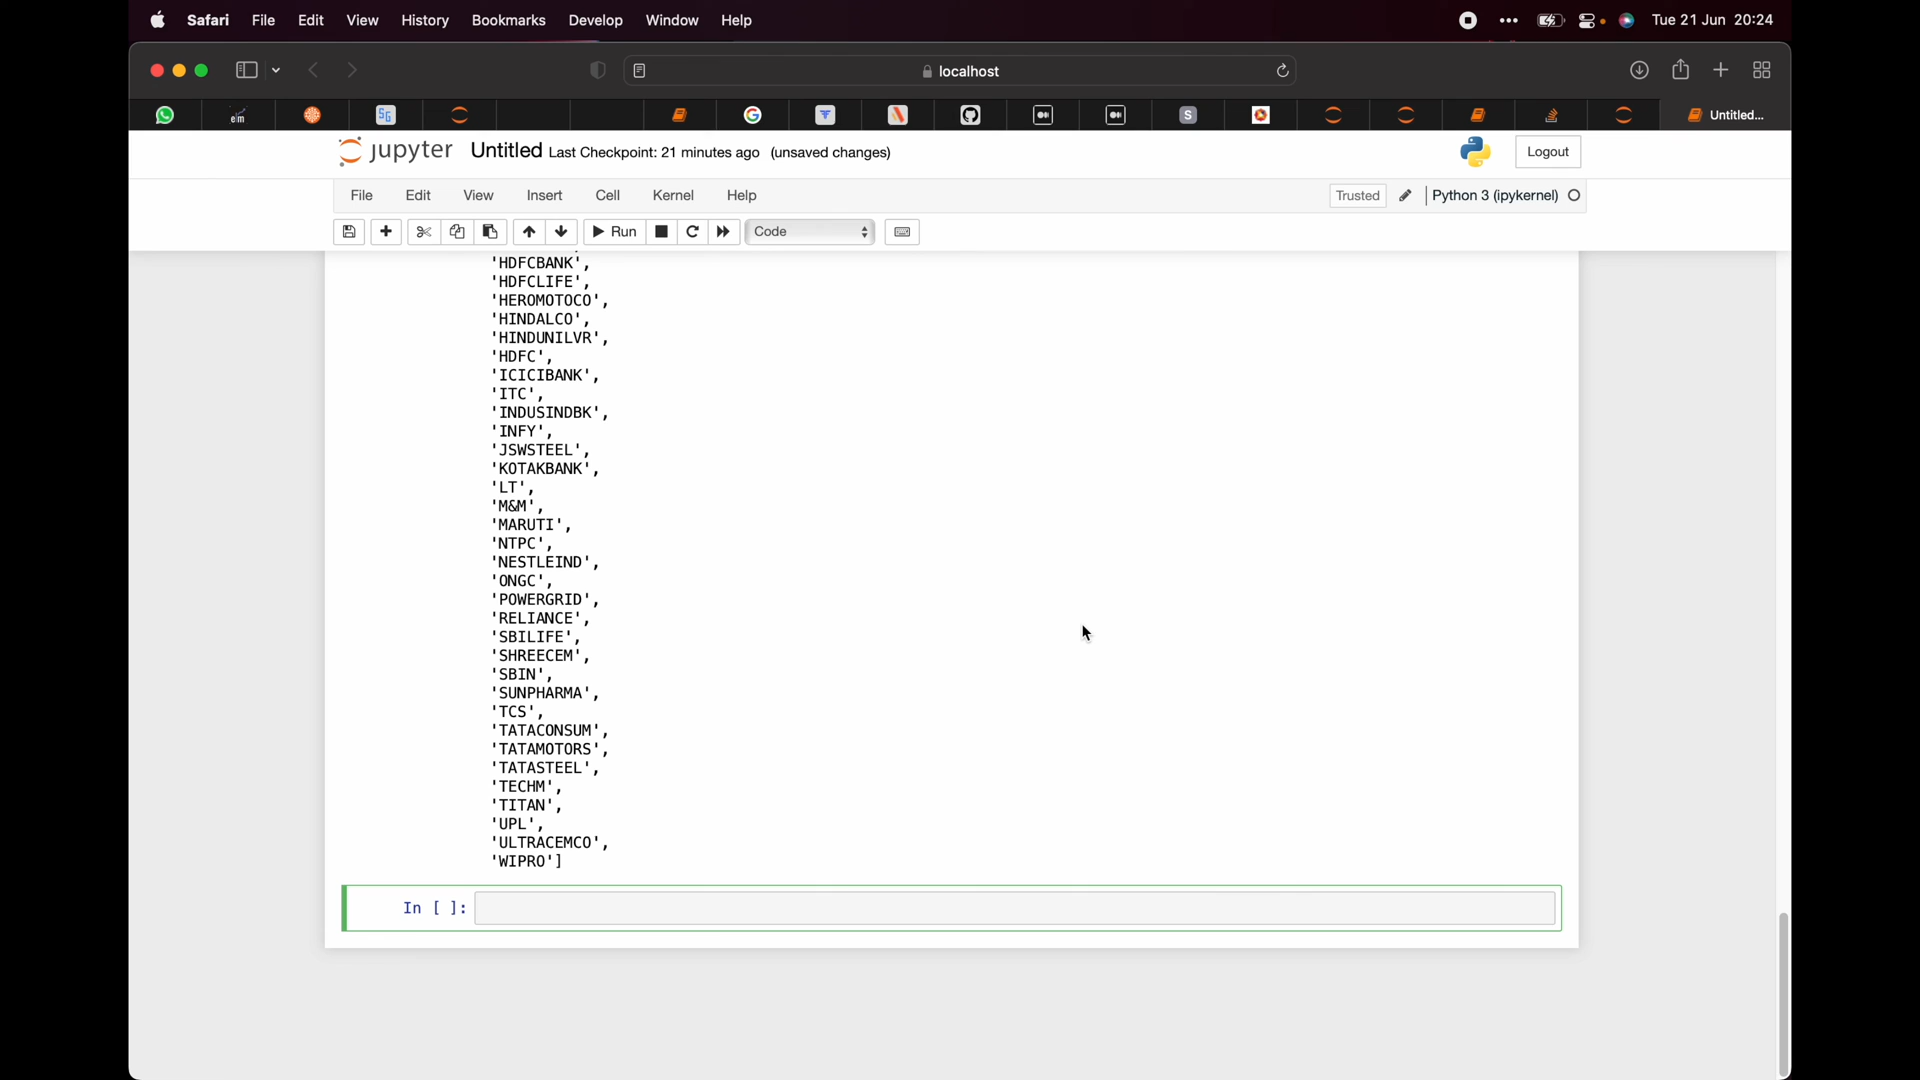 Safari File Edit View History Bookmarks Develop Window Help Tue 21 Jun 20:24
localhost
Untitled...
jupyter Untitled Last Checkpoint: 21 minutes ago (unsaved changes) Logout
File Edit View Insert Cell Kernel Help Trusted Python 3 (ipykernel)
Run Code
'HDFCBANK',
'HDFCLIFE',
'HEROMOTOCO',
'HINDALCO',
'HINDUNILVR',
'HDFC',
'ICICIBANK',
'ITC',
'INDUSINDBK',
'INFY',
'JSWSTEEL',
'KOTAKBANK',
'LT',
'M&M',
'MARUTI',
'NTPC',
'NESTLEIND',
'ONGC',
'POWERGRID',
'RELIANCE',
'SBILIFE',
'SHREECEM',
'SBIN',
'SUNPHARMA',
'TCS',
'TATACONSUM',
'TATAMOTORS',
'TATASTEEL',
'TECHM',
'TITAN',
'UPL',
'ULTRACEMCO',
'WIPRO']
In [ ]: